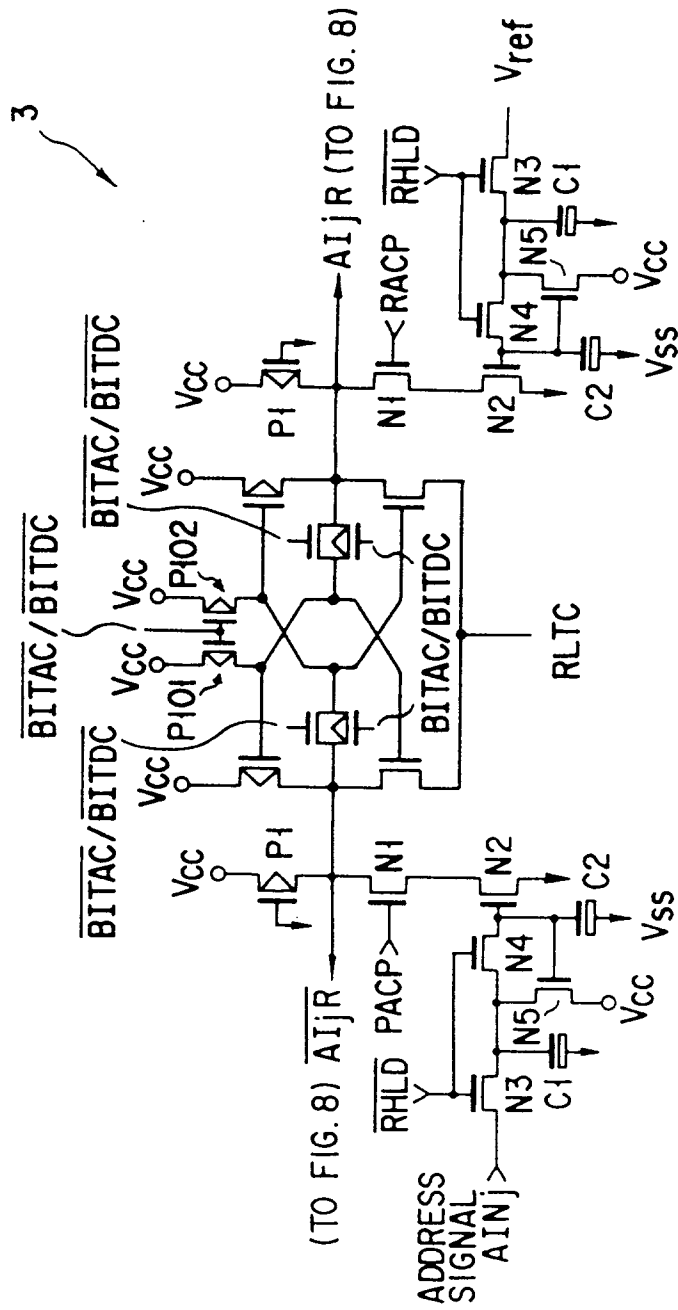 3
BITAC/BITDC
BITAC/BITDC
BITAC/BITDC
VCC
VCC
VCC
VCC
VCC
VCC
P1
P101
P102
P1
(TO FIG. 8) AIjR
AIjR (TO FIG. 8)
BITAC/BITDC
RLTC
PACP
N1
N2
RHLD
N3
N4
N5
C1
C2
VCC
VSS
ADDRESS
SIGNAL
AINj
RACP
N1
N2
RHLD
N4
N3
N5
C1
C2
VCC
VSS
Vref